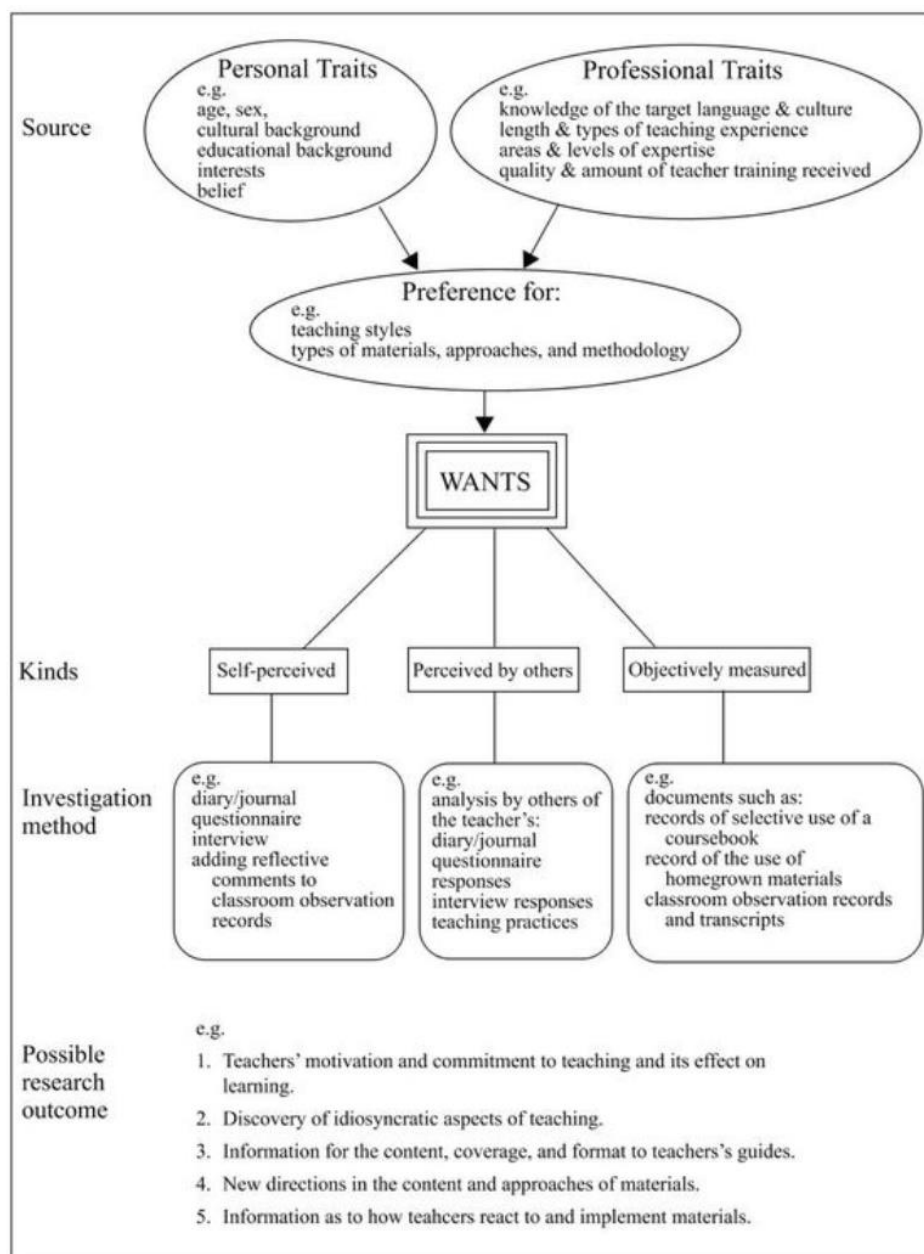 Source
Personal Traits
e.g.
age, sex,
cultural background
educational background
interests
belief
Professional Traits
e.g.
knowledge of the target language & culture
length & types of teaching experience
areas & levels of expertise
quality & amount of teacher training received
Preference for:
e.g.
teaching styles
types of materials, approaches, and methodology
WANTS
Kinds
Self-perceived
Perceived by others
Objectively measured
Investigation
method
e.g.
diary/journal
questionnaire
interview
adding reflective
comments to
classroom observation
records
e.g.
analysis by others of
the teacher's:
diary/journal
questionnaire
responses
interview responses
teaching practices
e.g.
documents such as:
records of selective use of a
coursebook
record of the use of
homegrown materials
classroom observation records
and transcripts
Possible
research
outcome
e.g.
1. Teachers' motivation and commitment to teaching and its effect on
learning.
2. Discovery of idiosyncratic aspects of teaching.
3. Information for the content, coverage, and format to teachers's guides.
4. New directions in the content and approaches of materials.
5. Information as to how teahcers react to and implement materials.